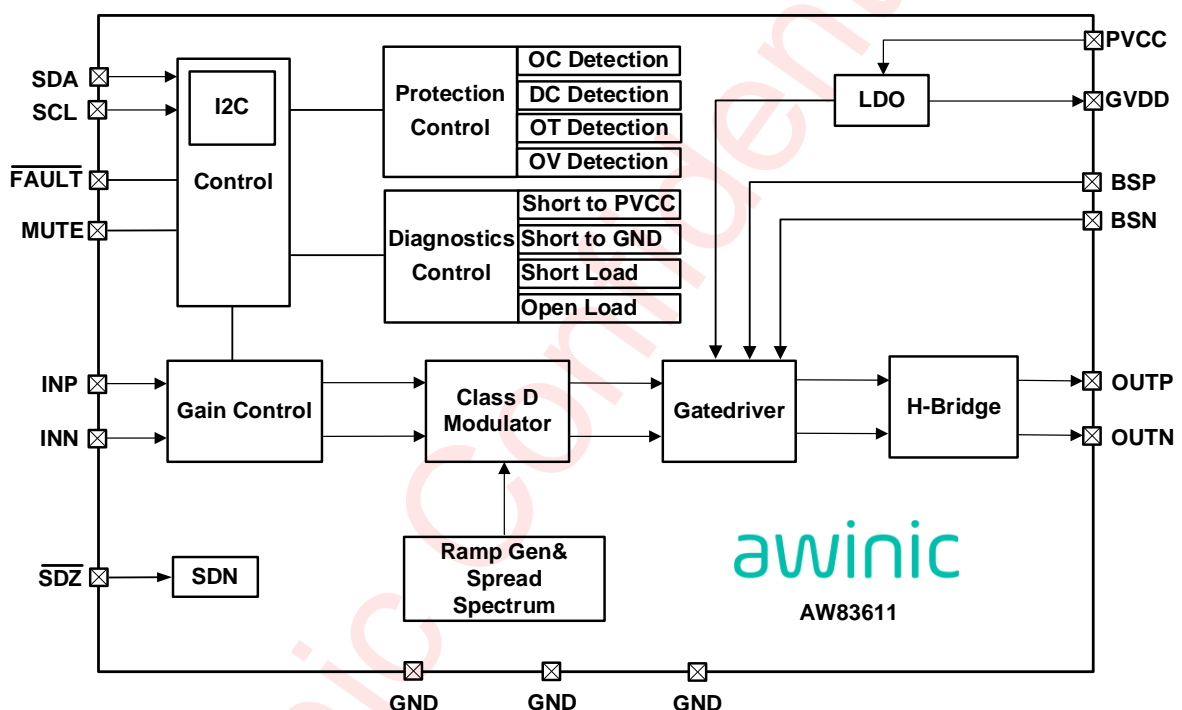 SDA
SCL
FAULT
MUTE
INP
INN
SDZ
I2C
Control
Protection
Control
OC Detection
DC Detection
OT Detection
OV Detection
Diagnostics
Control
Short to PVCC
Short to GND
Short Load
Open Load
LDO
PVCC
GVDD
BSP
BSN
Gain Control
Class D
Modulator
Gatedriver
H-Bridge
OUTP
OUTN
SDN
Ramp Gen&
Spread
Spectrum
awinic
AW83611
GND
GND
GND
nic Confidenti